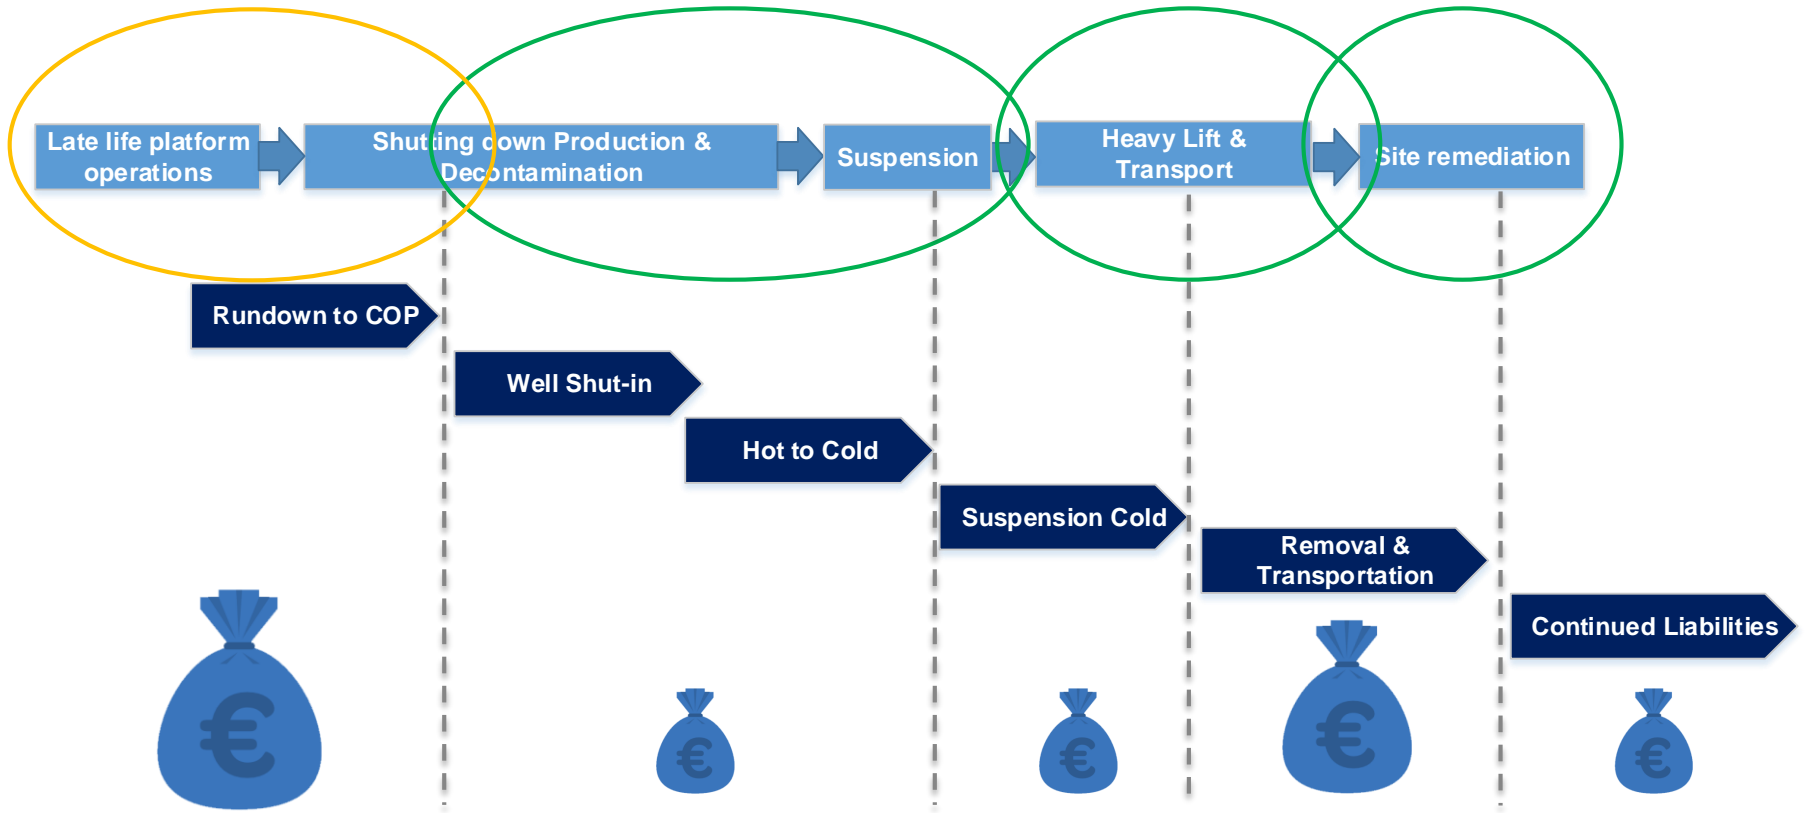 Late life platform
operations
Shutting down Production &
Decontamination
Suspension
Heavy Lift &
Transport
Site remediation
Rundown to COP
Well Shut-in
Hot to Cold
Suspension Cold
Removal &
Transportation
Continued Liabilities
€
€
€
€
€